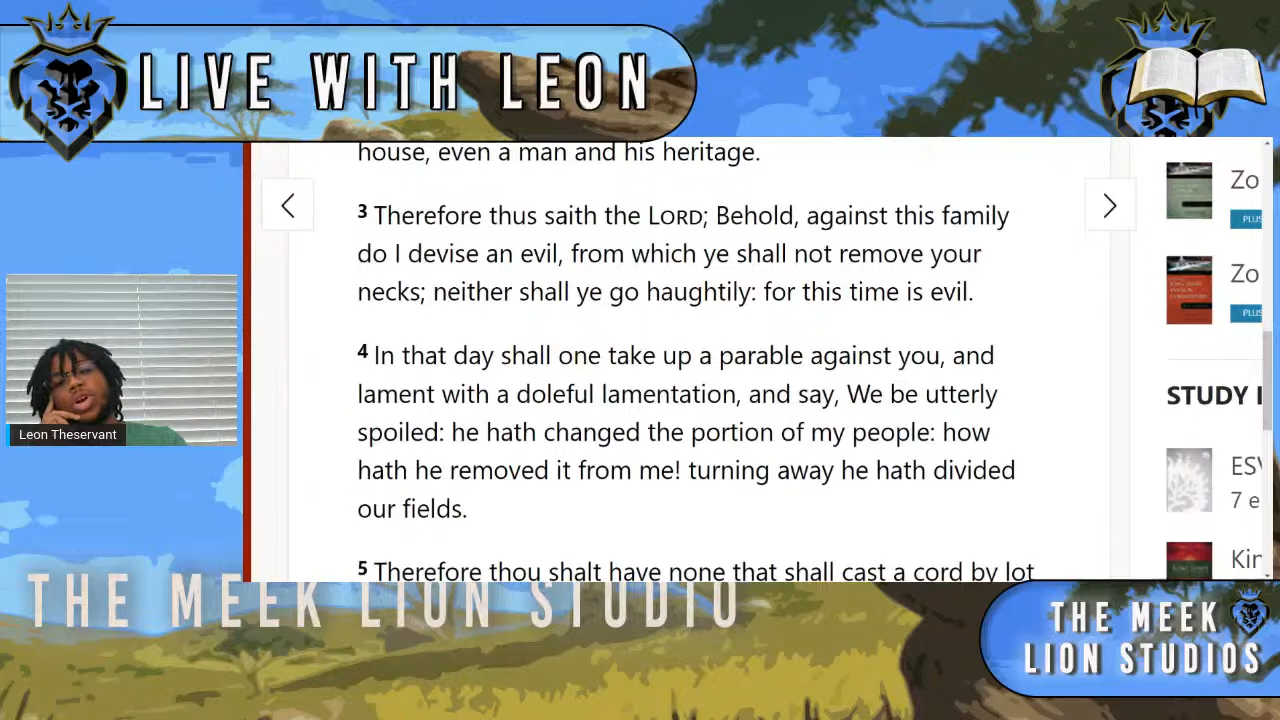 LIVE WITH LEON
house, even a man and his heritage.
3 Therefore thus saith the LORD; Behold, against this family
do I devise an evil, from which ye shall not remove your
necks; neither shall ye go haughtily: for this time is evil.
4 In that day shall one take up a parable against you, and
lament with a doleful lamentation, and say, We be utterly
spoiled: he hath changed the portion of my people: how
hath he removed it from me! turning away he hath divided
our fields.
5 Therefore thou shalt have none that shall cast a cord by lot
Zo
PLUS
Zo
PLUS
STUDY
ESV
7 e
Kin
Leon Theservant
THE MEEK LION STUDIO
THE MEEK
LION STUDIOS